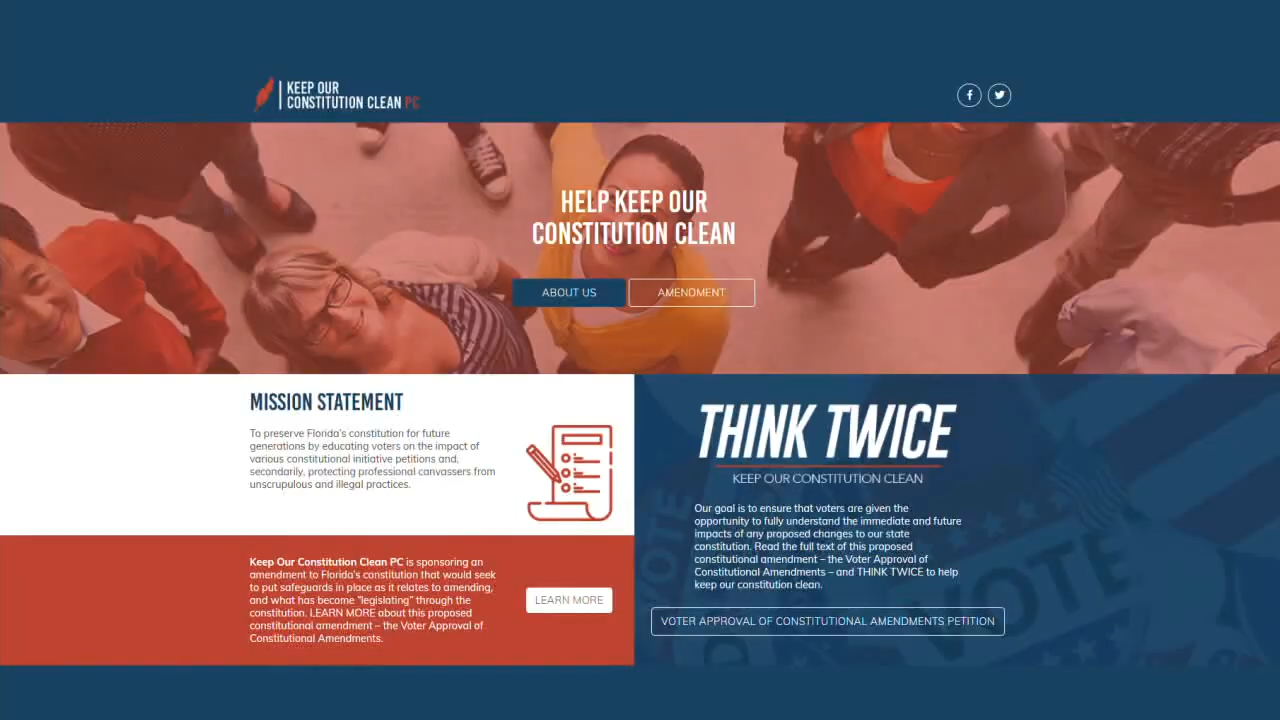 KEEP OUR
CONSTITUTION CLEAN PC
HELP KEEP OUR
CONSTITUTION CLEAN
ABOUT US
AMENDMENT
MISSION STATEMENT
To preserve Florida's constitution for future
generations by educating voters on the impact of
various constitutional initiative petitions and,
secondarily, protecting professional canvassers from
unscrupulous and illegal practices.
Keep Our Constitution Clean PC is sponsoring an
amendment to Florida's constitution that would seek
to put safeguards in place as it relates to amending,
and what has become "legislating" through the
constitution. LEARN MORE about this proposed
constitutional amendment – the Voter Approval of
Constitutional Amendments.
LEARN MORE
THINK TWICE
KEEP OUR CONSTITUTION CLEAN
Our goal is to ensure that voters are given the
opportunity to fully understand the immediate and future
impacts of any proposed changes to our state
constitution. Read the full text of this proposed
constitutional amendment – the Voter Approval of
Constitutional Amendments – and THINK TWICE to help
keep our constitution clean.
VOTER APPROVAL OF CONSTITUTIONAL AMENDMENTS PETITION
VOTE
VOTE